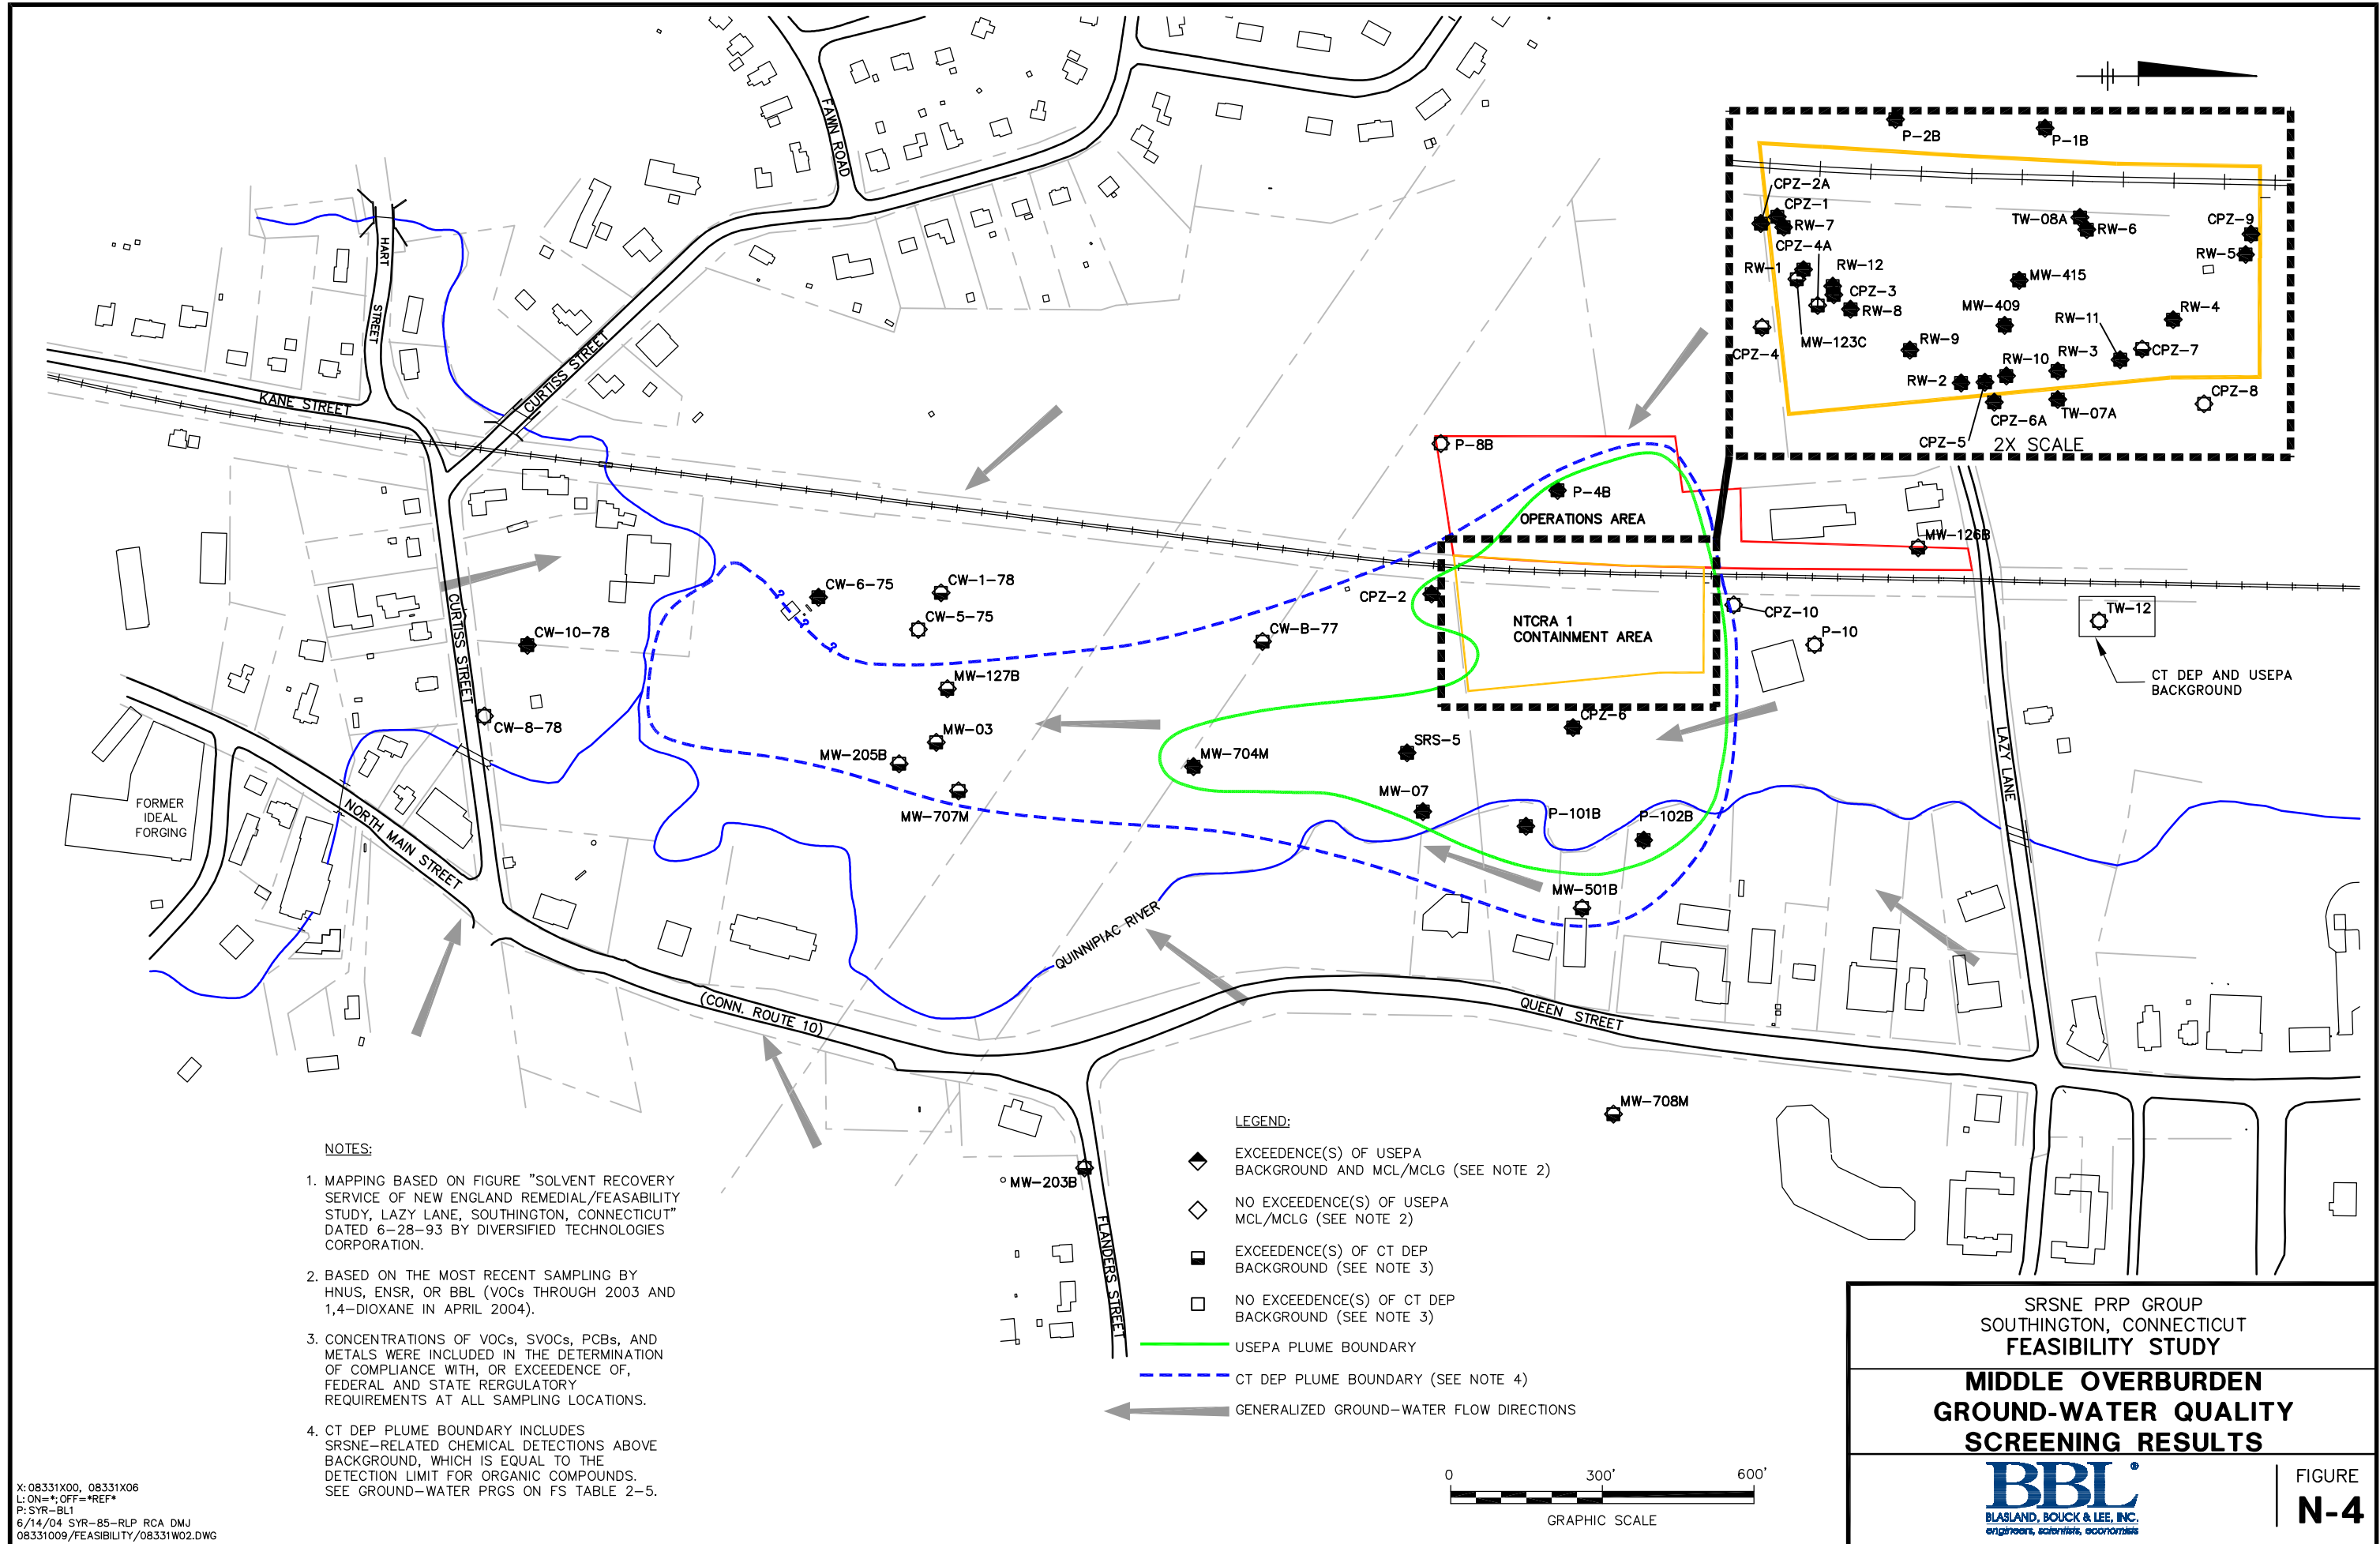 FAWN ROAD
HART
STREET
KANE STREET
CURTISS STREET
CURTISS STREET
NORTH MAIN STREET
(CONN. ROUTE 10)
QUEEN STREET
FLANDERS STREET
LAZY LANE
QUINNIPIAC RIVER
FORMER
IDEAL
FORGING
P-2B
P-1B
CPZ-2A
CPZ-1
RW-7
CPZ-4A
RW-1
RW-12
CPZ-3
RW-8
MW-123C
CPZ-4
TW-08A
RW-6
CPZ-9
RW-5
MW-415
MW-409
RW-11
RW-4
RW-9
RW-10
RW-3
CPZ-7
RW-2
CPZ-8
TW-07A
CPZ-6A
CPZ-5
2X SCALE
P-8B
P-4B
OPERATIONS AREA
MW-126B
CPZ-2
NTCRA 1
CONTAINMENT AREA
CPZ-10
P-10
TW-12
CT DEP AND USEPA
BACKGROUND
CW-6-75
CW-1-78
CW-5-75
CW-10-78
CW-B-77
MW-127B
CW-8-78
MW-03
MW-205B
MW-707M
MW-704M
SRS-5
CPZ-6
MW-07
P-101B
P-102B
MW-501B
MW-708M
MW-203B
?
?
?
NOTES:
1. MAPPING BASED ON FIGURE "SOLVENT RECOVERY
SERVICE OF NEW ENGLAND REMEDIAL/FEASABILITY
STUDY, LAZY LANE, SOUTHINGTON, CONNECTICUT"
DATED 6-28-93 BY DIVERSIFIED TECHNOLOGIES
CORPORATION.
2. BASED ON THE MOST RECENT SAMPLING BY
HNUS, ENSR, OR BBL (VOCs THROUGH 2003 AND
1,4-DIOXANE IN APRIL 2004).
3. CONCENTRATIONS OF VOCs, SVOCs, PCBs, AND
METALS WERE INCLUDED IN THE DETERMINATION
OF COMPLIANCE WITH, OR EXCEEDENCE OF,
FEDERAL AND STATE RERGULATORY
REQUIREMENTS AT ALL SAMPLING LOCATIONS.
4. CT DEP PLUME BOUNDARY INCLUDES
SRSNE-RELATED CHEMICAL DETECTIONS ABOVE
BACKGROUND, WHICH IS EQUAL TO THE
DETECTION LIMIT FOR ORGANIC COMPOUNDS.
SEE GROUND-WATER PRGS ON FS TABLE 2-5.
LEGEND:
EXCEEDENCE(S) OF USEPA
BACKGROUND AND MCL/MCLG (SEE NOTE 2)
NO EXCEEDENCE(S) OF USEPA
MCL/MCLG (SEE NOTE 2)
EXCEEDENCE(S) OF CT DEP
BACKGROUND (SEE NOTE 3)
NO EXCEEDENCE(S) OF CT DEP
BACKGROUND (SEE NOTE 3)
USEPA PLUME BOUNDARY
CT DEP PLUME BOUNDARY (SEE NOTE 4)
GENERALIZED GROUND-WATER FLOW DIRECTIONS
0 300' 600'
GRAPHIC SCALE
SRSNE PRP GROUP
SOUTHINGTON, CONNECTICUT
FEASIBILITY STUDY
MIDDLE OVERBURDEN
GROUND-WATER QUALITY
SCREENING RESULTS
BBL®
BLASLAND, BOUCK & LEE, INC.
engineers, scientists, economists
FIGURE
N-4
X: 08331X00, 08331X06
L: ON=*; OFF=*REF*
P: SYR-BL1
6/14/04 SYR-85-RLP RCA DMJ
08331009/FEASIBILITY/08331W02.DWG